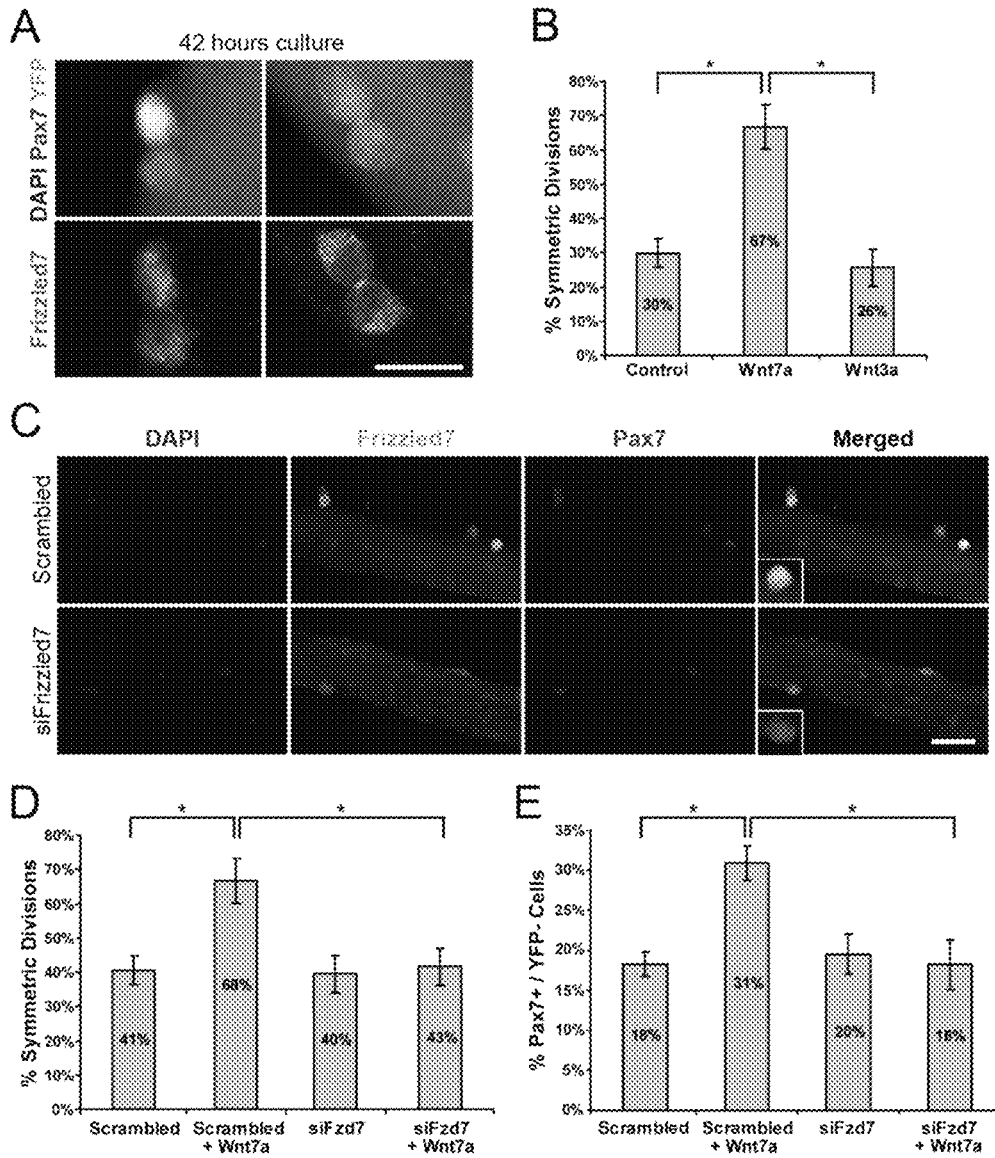 A
42 hours culture
DAPI Pax7 YFP
Frizzled7
B
* *
% Symmetric Divisions
80%
70%
60%
50%
40%
30%
20%
10%
0%
30%
67%
26%
Control Wnt7a Wnt3a
C
DAPI Frizzled7 Pax7 Merged
Scrambled
siFrizzled7
D
* *
% Symmetric Divisions
80%
70%
60%
50%
40%
30%
20%
10%
0%
41%
68%
40%
43%
Scrambled Scrambled siFzd7 siFzd7
+ Wnt7a + Wnt7a
E
* *
% Pax7+ / YFP- Cells
35%
30%
25%
20%
15%
10%
5%
0%
18%
31%
20%
18%
Scrambled Scrambled siFzd7 siFzd7
+ Wnt7a + Wnt7a